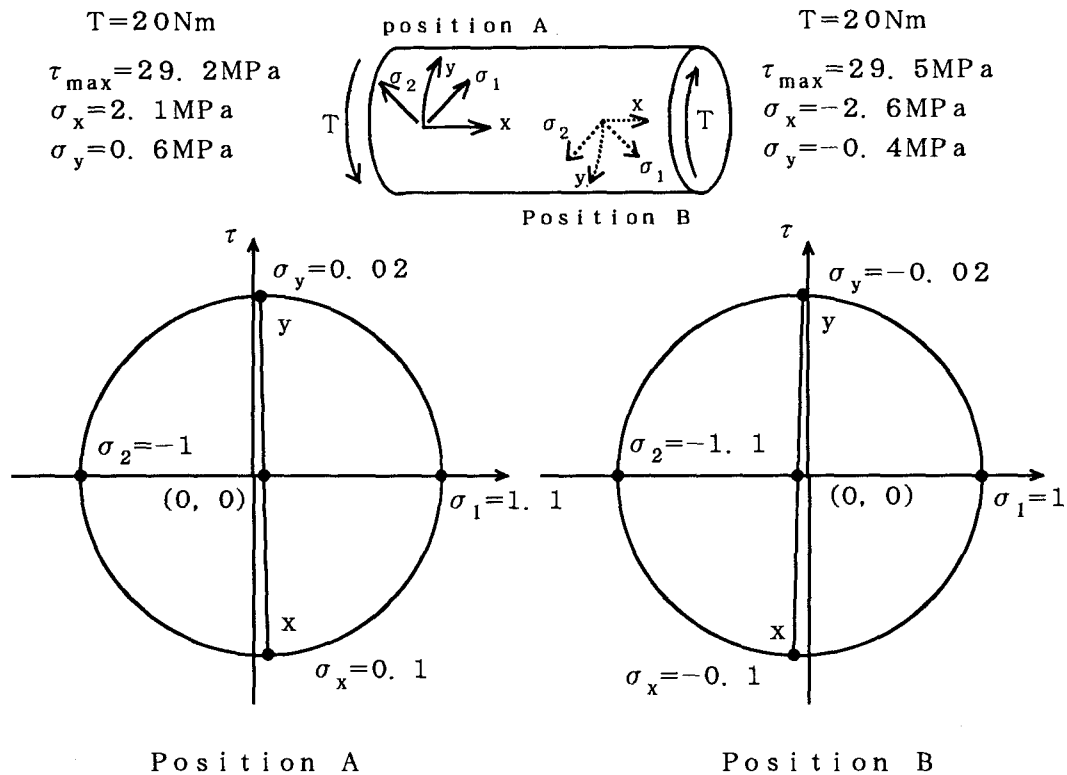 T=20Nm
τmax=29. 2MPa
σx=2. 1MPa
σy=0. 6MPa
position A
σ2
y
σ1
x
T
x
σ2
σ1
y
T
Position B
T=20Nm
τmax=29. 5MPa
σx=-2. 6MPa
σy=-0. 4MPa
τ
σy=0. 02
y
σ2=-1
(0, 0)
σ1=1. 1
x
σx=0. 1
Position A
τ
σy=-0. 02
y
σ2=-1. 1
(0, 0)
σ1=1
x
σx=-0. 1
Position B